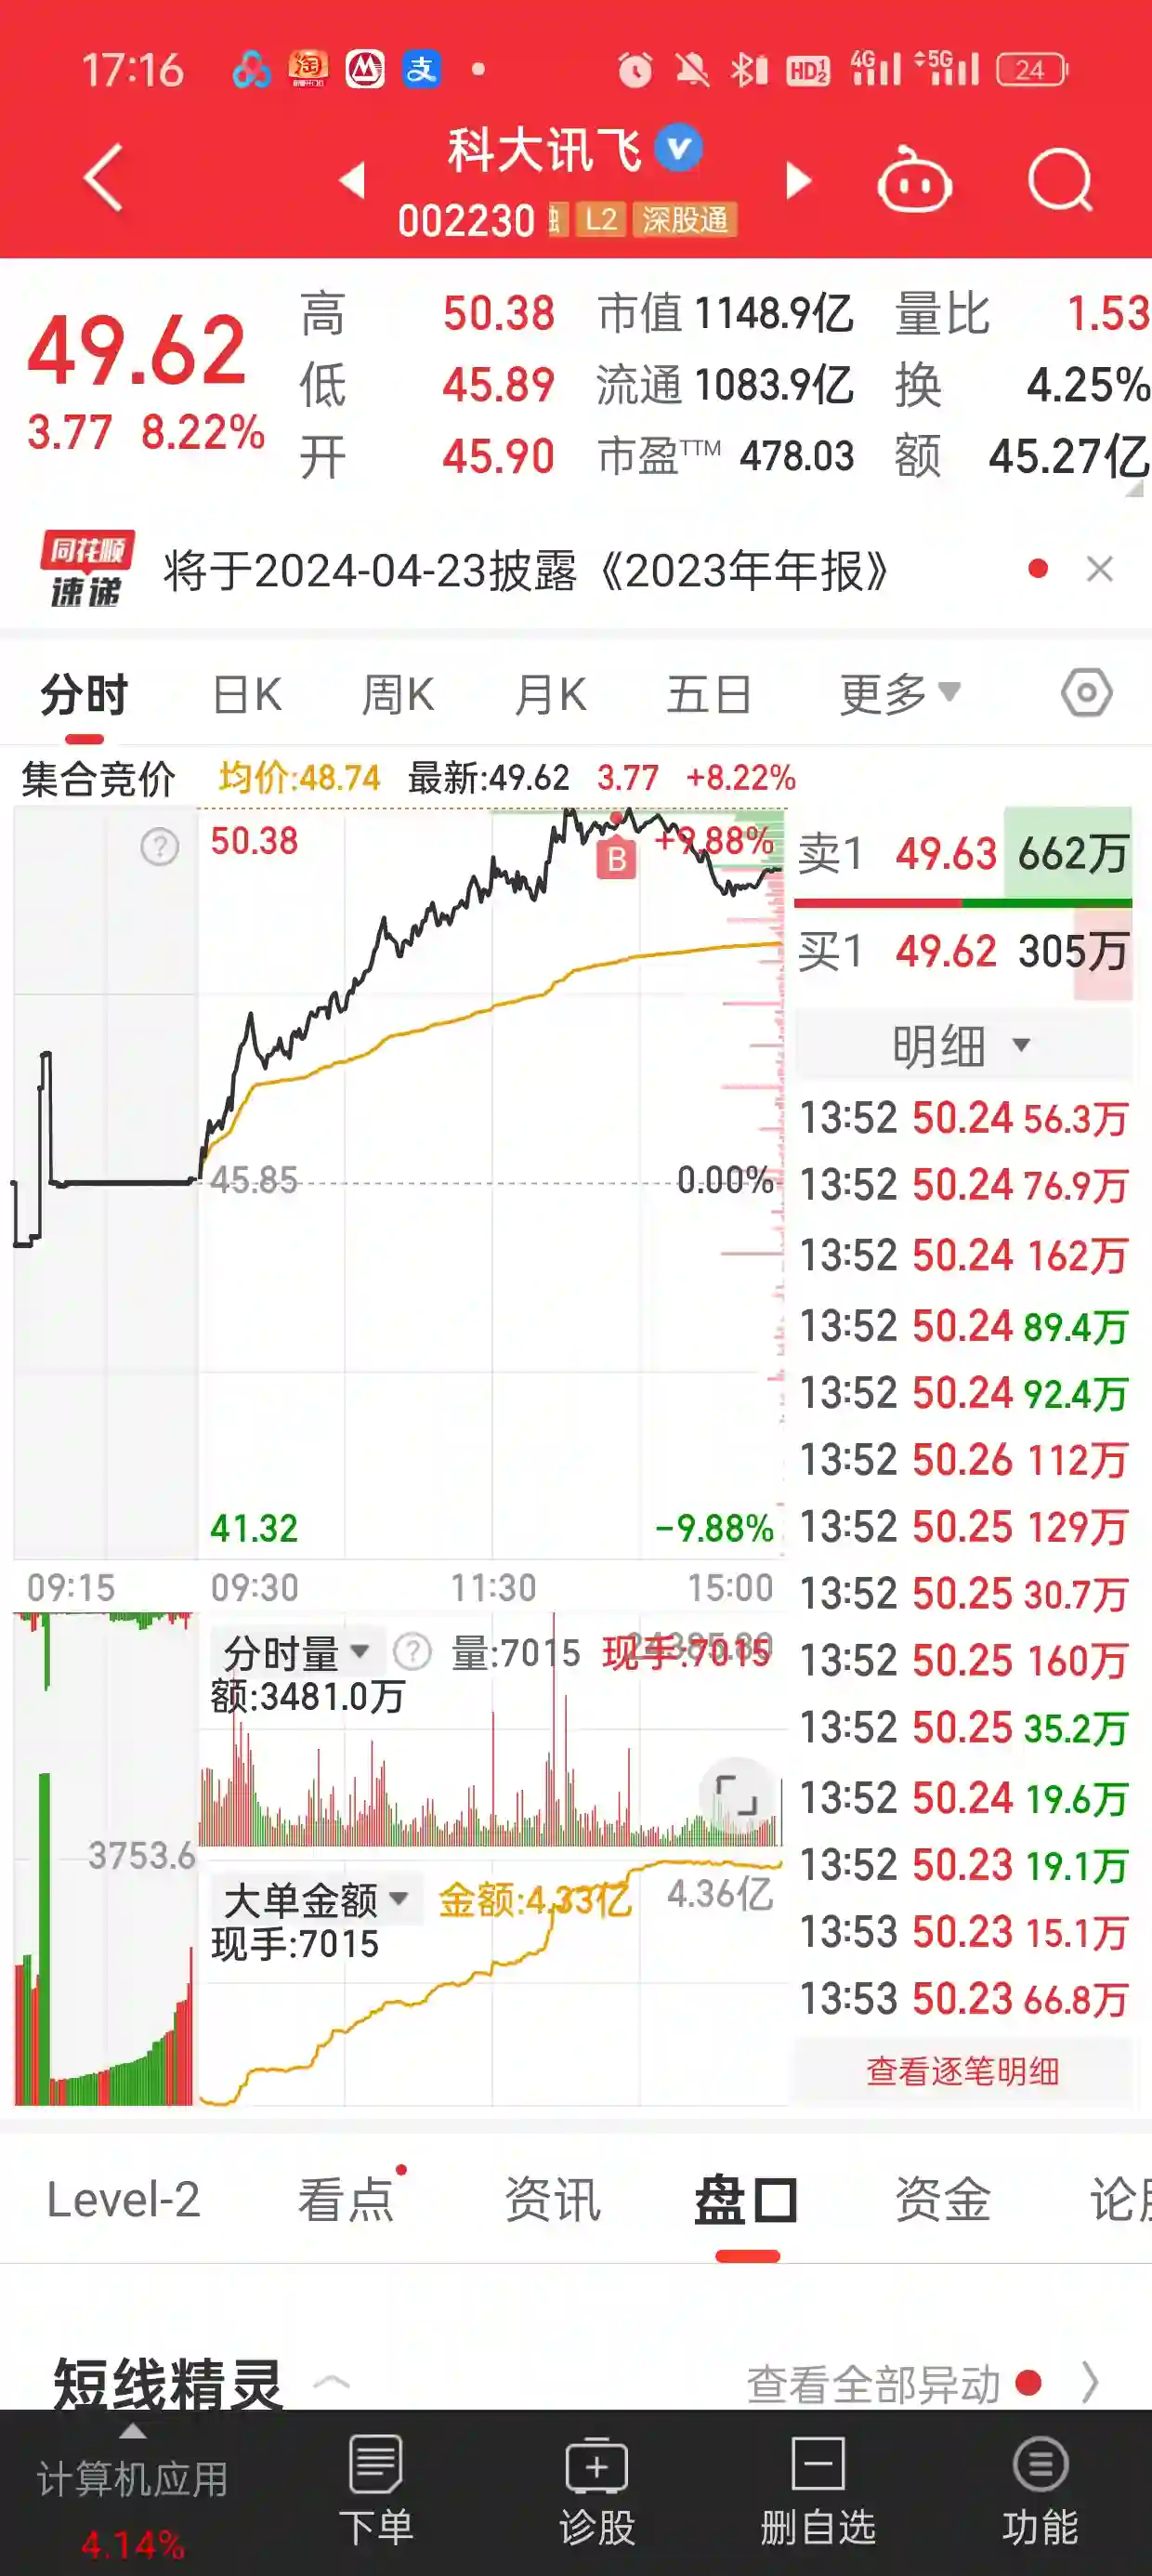 17:16
HD 1 2
4G
5G
24
科大讯飞
002230 L2 深股通
49.62
3.77 8.22%
高 50.38 市值 1148.9亿 量比 1.53
低 45.89 流通 1083.9亿 换 4.25%
开 45.90 市盈TTM 478.03 额 45.27亿
同花顺
速递
将于2024-04-23披露《2023年年报》
分时 日K 周K 月K 五日 更多
集合竞价 均价:48.74 最新:49.62 3.77 +8.22%
50.38 +9.88%
B
45.85 0.00%
41.32 -9.88%
09:15 09:30 11:30 15:00
卖1 49.63 662万
买1 49.62 305万
明细
13:52 50.24 56.3万
13:52 50.24 76.9万
13:52 50.24 162万
13:52 50.24 89.4万
13:52 50.24 92.4万
13:52 50.26 112万
13:52 50.25 129万
13:52 50.25 30.7万
13:52 50.25 160万
13:52 50.25 35.2万
13:52 50.24 19.6万
13:52 50.23 19.1万
13:53 50.23 15.1万
13:53 50.23 66.8万
查看逐笔明细
分时量 量:7015 现手:7015
额:3481.0万
3753.6
大单金额 金额:4.33亿 4.36亿
现手:7015
Level-2 看点 资讯 盘口 资金
短线精灵 查看全部异动
计算机应用
4.14%
下单 诊股 删自选 功能